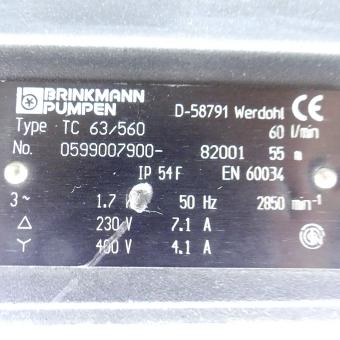 BRINKMANN
PUMPEN
D-58791 Werdohl CE
Type TC 63/560 60 l/min
No. 0599007900- 82001 55 m
IP 54F EN 60034
3~ 1.7 50 Hz 2850 min⁻¹
△ 230 V 7.1 A
Y 400 V 4.1 A